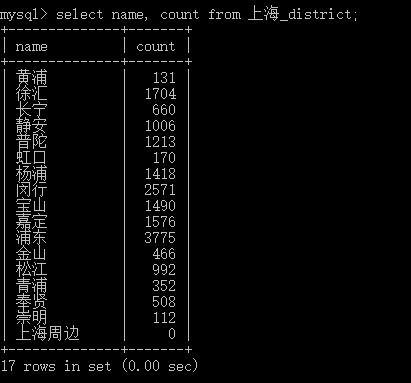 mysql> select name, count from 上海_district;
+--------------+-------+
| name         | count |
+--------------+-------+
| 黄浦         |   131 |
| 徐汇         |  1704 |
| 长宁         |   660 |
| 静安         |  1006 |
| 普陀         |  1213 |
| 虹口         |   170 |
| 杨浦         |  1418 |
| 闵行         |  2571 |
| 宝山         |  1490 |
| 嘉定         |  1576 |
| 浦东         |  3775 |
| 金山         |   466 |
| 松江         |   992 |
| 青浦         |   352 |
| 奉贤         |   508 |
| 崇明         |   112 |
| 上海周边     |     0 |
+--------------+-------+
17 rows in set (0.00 sec)